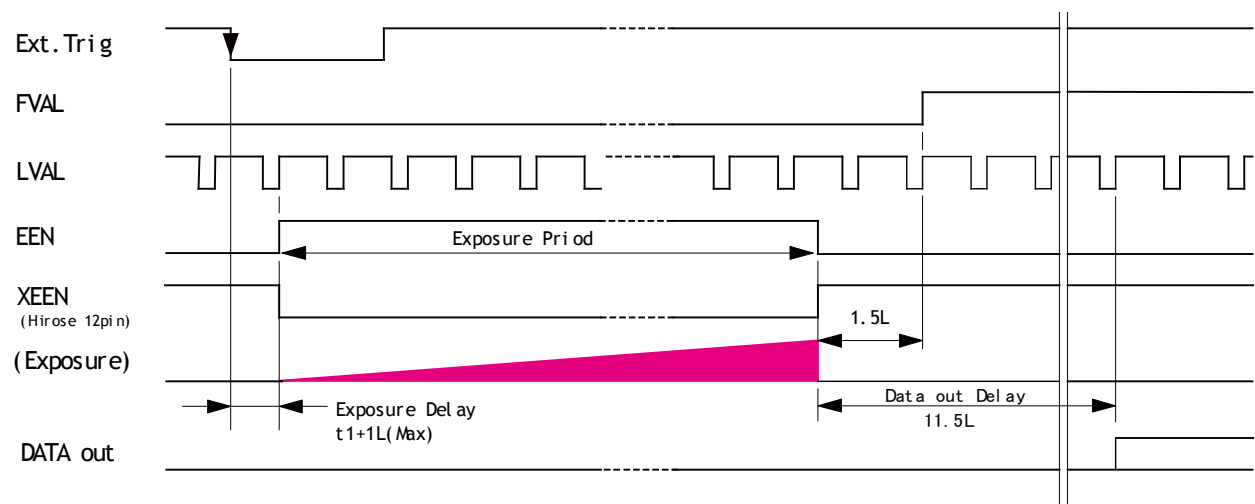 Ext.Trig
FVAL
LVAL
EEN
Exposure Priod
XEEN
(Hirose 12pin)
1.5L
(Exposure)
Exposure Delay
t1+1L(Max)
Data out Delay
11.5L
DATA out